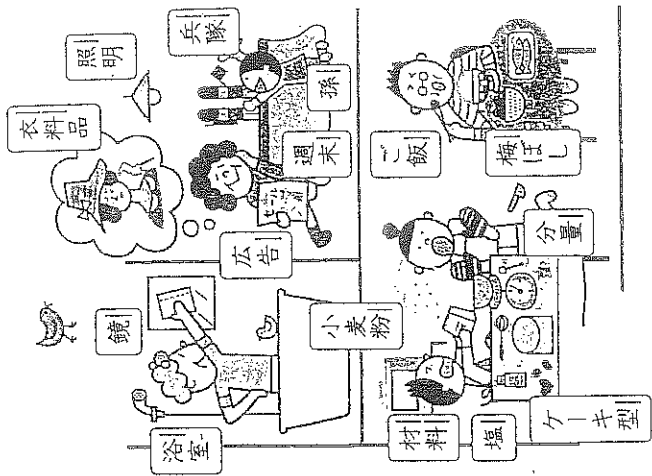 衣料品
照明
兵隊
鏡
広告
週末
孫
浴室
小麦粉
ご飯
梅ぼし
材料
塩
分量
ケーキ型